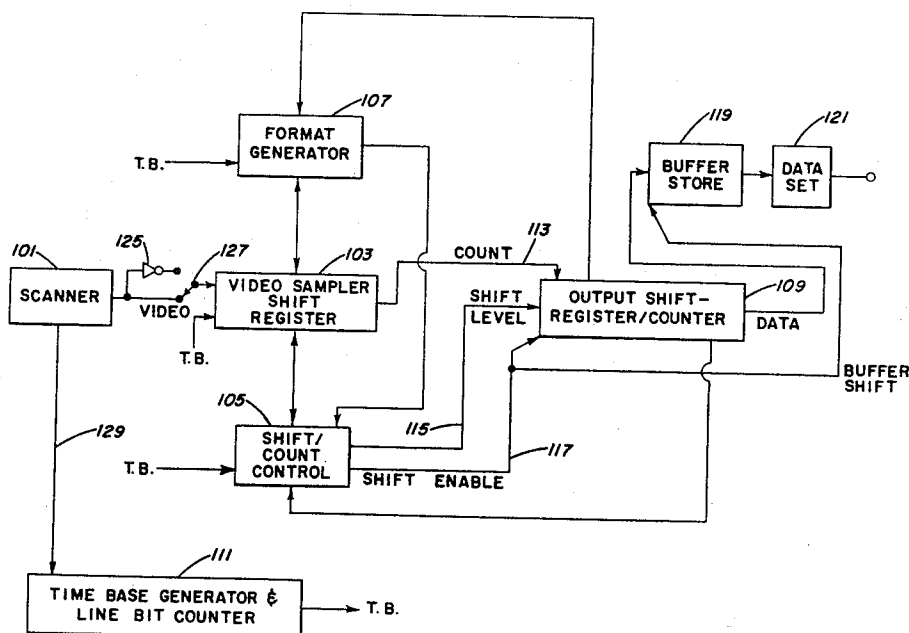 107
FORMAT
GENERATOR
T.B.
119
BUFFER
STORE
121
DATA
SET
101
SCANNER
125
127
VIDEO
T.B.
103
VIDEO SAMPLER
SHIFT
REGISTER
COUNT
113
SHIFT
LEVEL
109
OUTPUT SHIFT-
REGISTER/COUNTER
DATA
BUFFER
SHIFT
129
105
SHIFT/
COUNT
CONTROL
T.B.
115
117
SHIFT ENABLE
111
TIME BASE GENERATOR &
LINE BIT COUNTER
T.B.